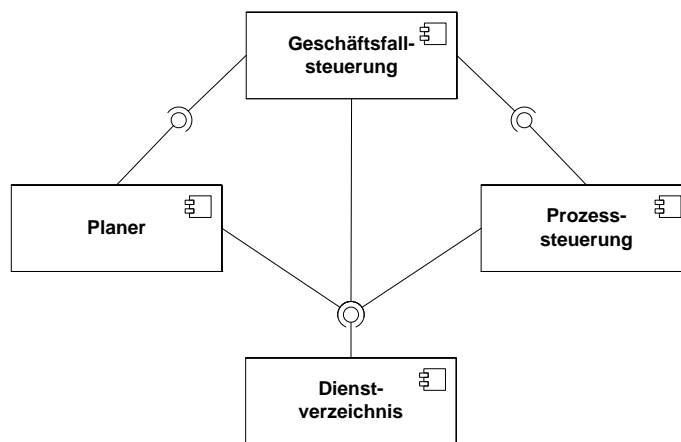 Geschäftsfall-
steuerung
Planer
Prozess-
steuerung
Dienst-
verzeichnis